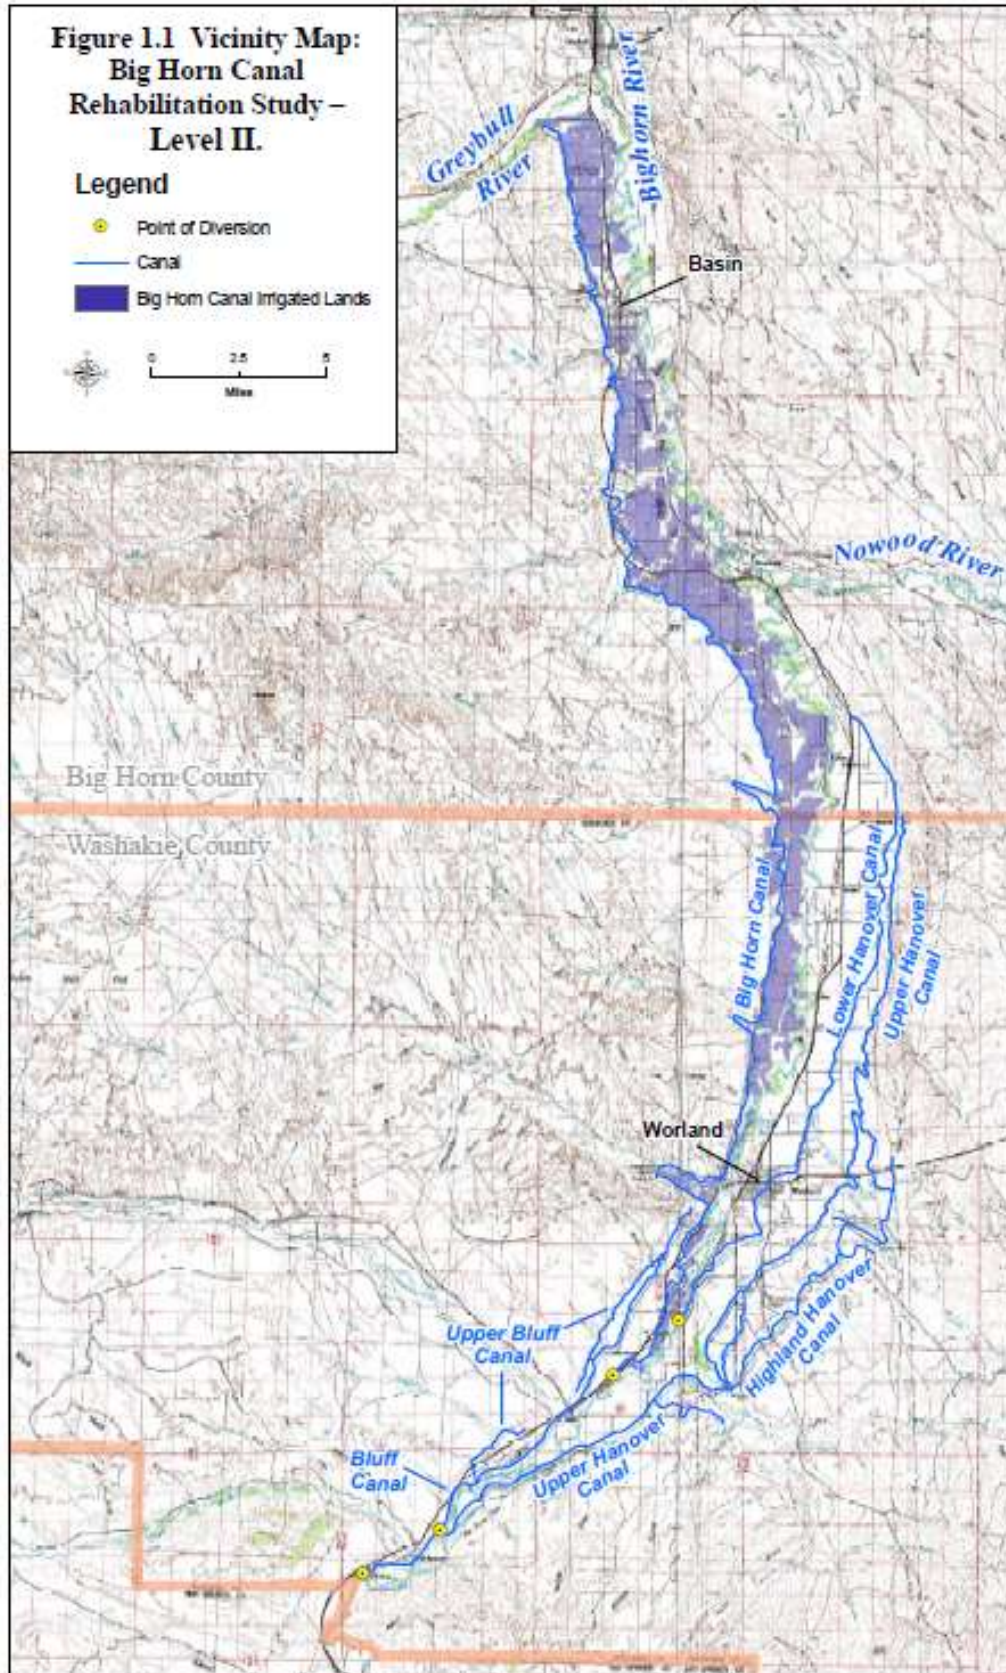 Figure 1.1  Vicinity Map:
Big Horn Canal
Rehabilitation Study –
Level II.
Legend
Point of Diversion
Canal
Big Horn Canal Irrigated Lands
0 2.5 5
Miles
Greybull
River
Bighorn River
Basin
Nowood River
Big Horn County
Washakie County
Big Horn Canal
Lower Hanover Canal
Upper Hanover
Canal
Worland
Upper Bluff
Canal
Highland Hanover
Canal
Bluff
Canal
Upper Hanover
Canal